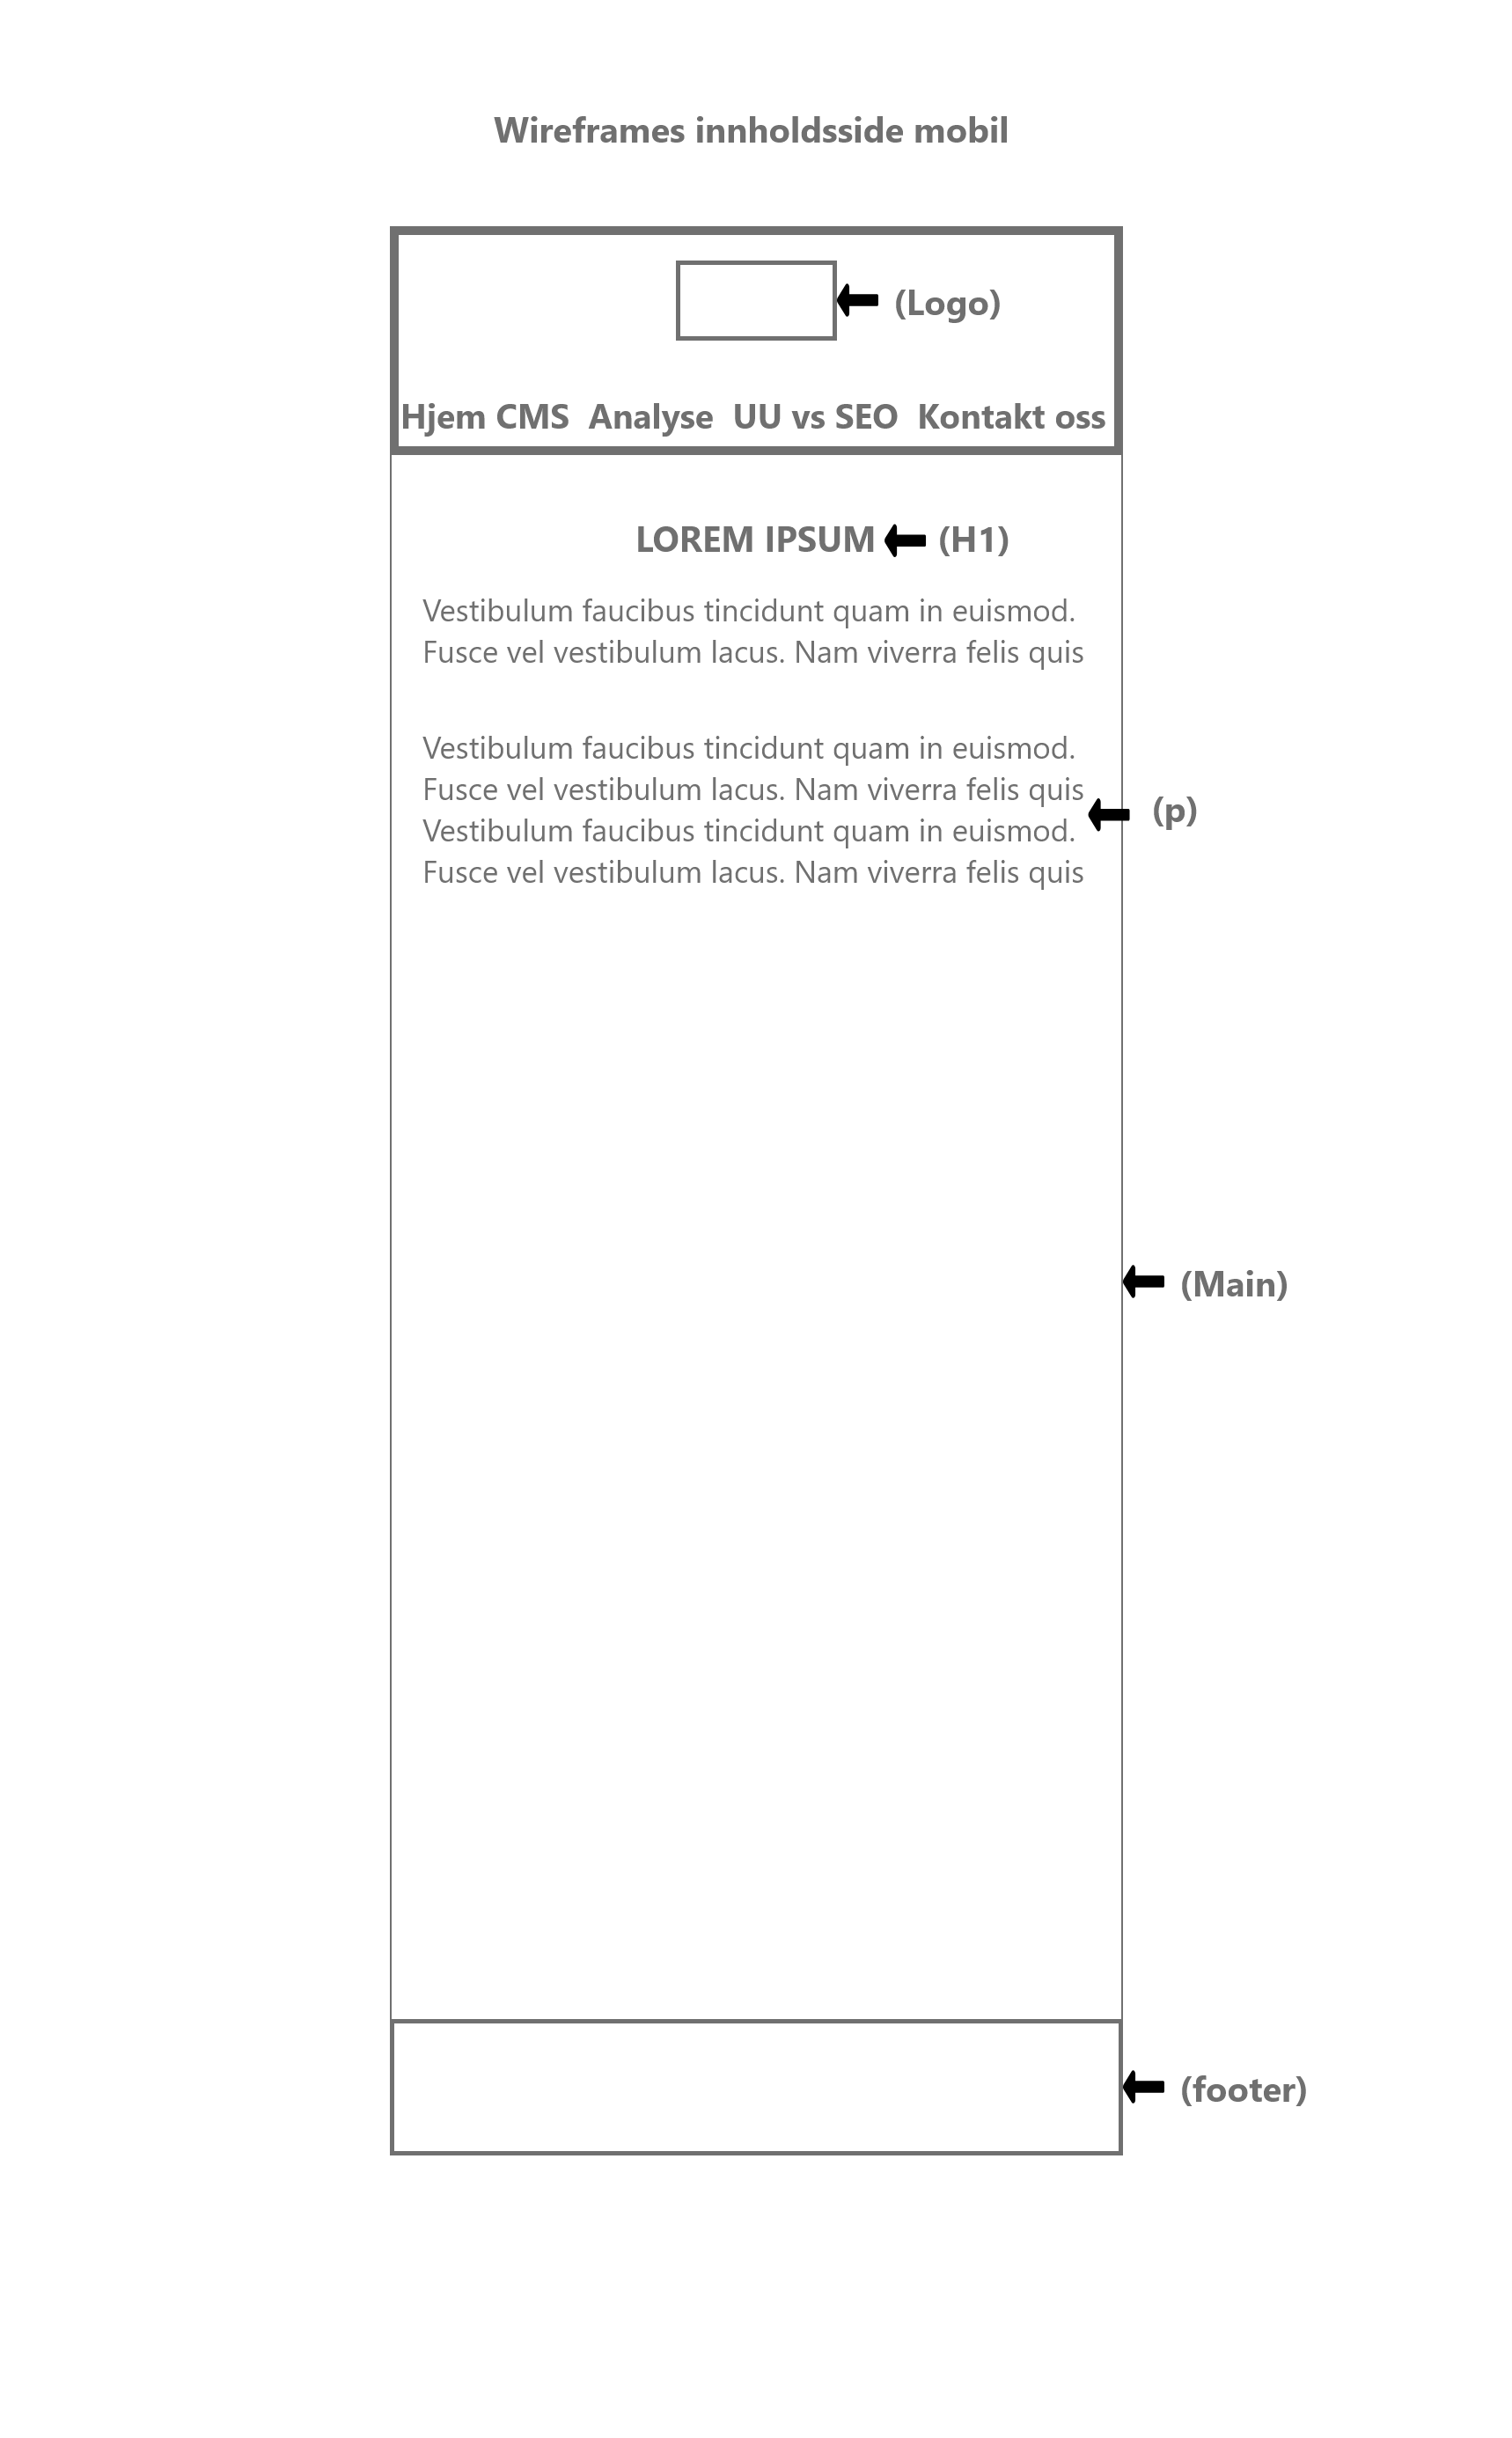 Wireframes innholdsside mobil
(Logo)
Hjem CMS Analyse UU vs SEO Kontakt oss
LOREM IPSUM (H1)
Vestibulum faucibus tincidunt quam in euismod.
Fusce vel vestibulum lacus. Nam viverra felis quis
Vestibulum faucibus tincidunt quam in euismod.
Fusce vel vestibulum lacus. Nam viverra felis quis
(p)
Vestibulum faucibus tincidunt quam in euismod.
Fusce vel vestibulum lacus. Nam viverra felis quis
(Main)
(footer)